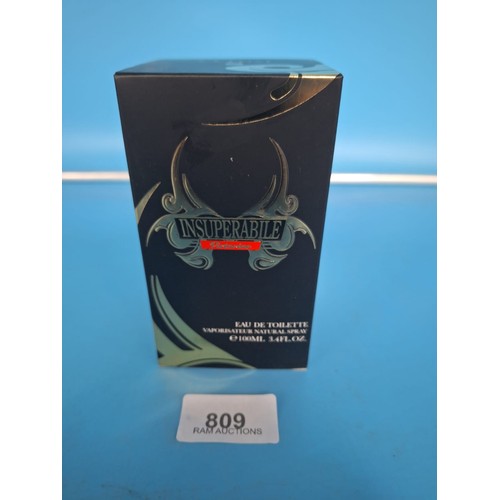 INSUPERABILE
EAU DE TOILETTE
VAPORISATEUR NATURAL SPRAY
℮100ML 3.4FL.OZ.
809
RAM AUCTIONS